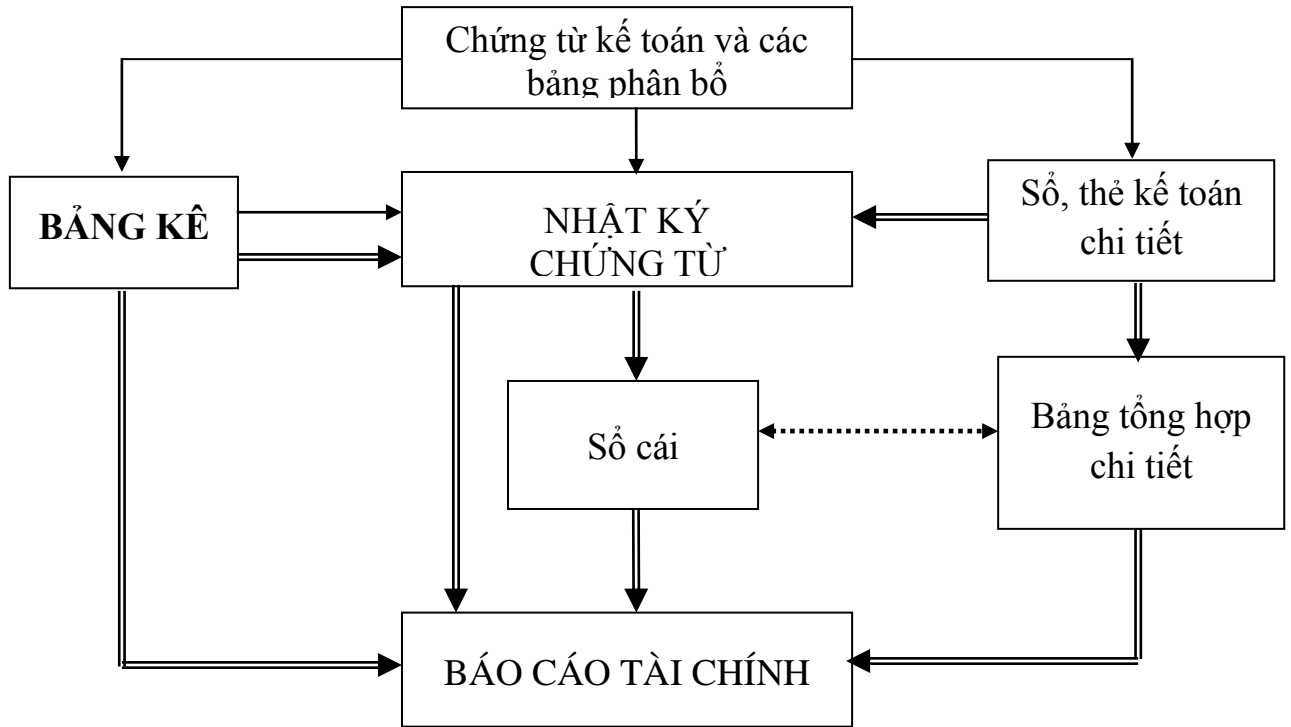 Chứng từ kế toán và các
bảng phân bổ
BẢNG KÊ
NHẬT KÝ
CHỨNG TỪ
Sổ, thẻ kế toán
chi tiết
Sổ cái
Bảng tổng hợp
chi tiết
BÁO CÁO TÀI CHÍNH